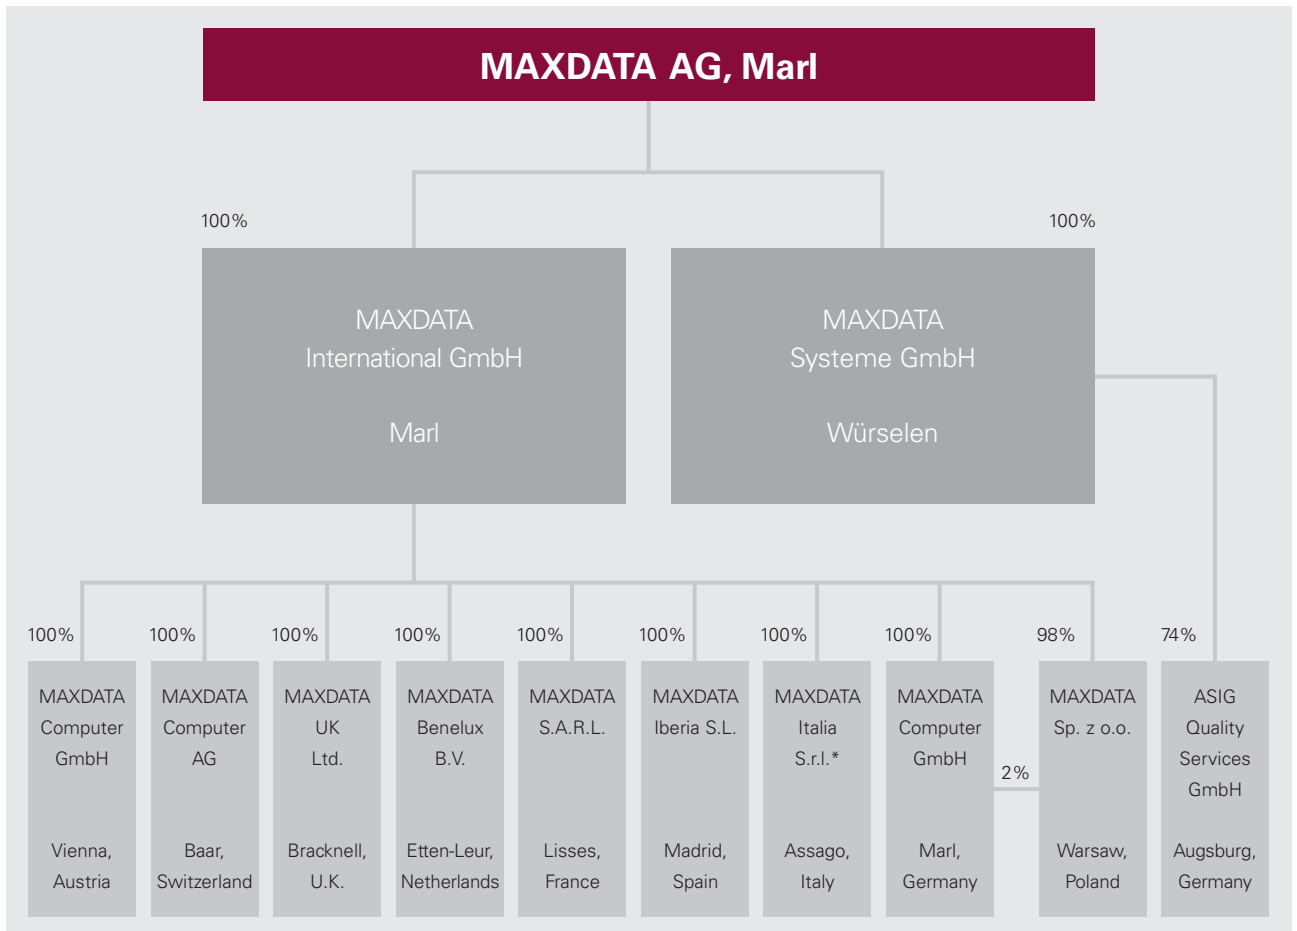 MAXDATA AG, Marl
100%
100%
MAXDATA
International GmbH
Marl
MAXDATA
Systeme GmbH
Würselen
100%
MAXDATA
Computer
GmbH
Vienna,
Austria
100%
MAXDATA
Computer
AG
Baar,
Switzerland
100%
MAXDATA
UK
Ltd.
Bracknell,
U.K.
100%
MAXDATA
Benelux
B.V.
Etten-Leur,
Netherlands
100%
MAXDATA
S.A.R.L.
Lisses,
France
100%
MAXDATA
Iberia S.L.
Madrid,
Spain
100%
MAXDATA
Italia
S.r.l.*
Assago,
Italy
100%
MAXDATA
Computer
GmbH
Marl,
Germany
2%
98%
MAXDATA
Sp. z o.o.
Warsaw,
Poland
74%
ASIG
Quality
Services
GmbH
Augsburg,
Germany